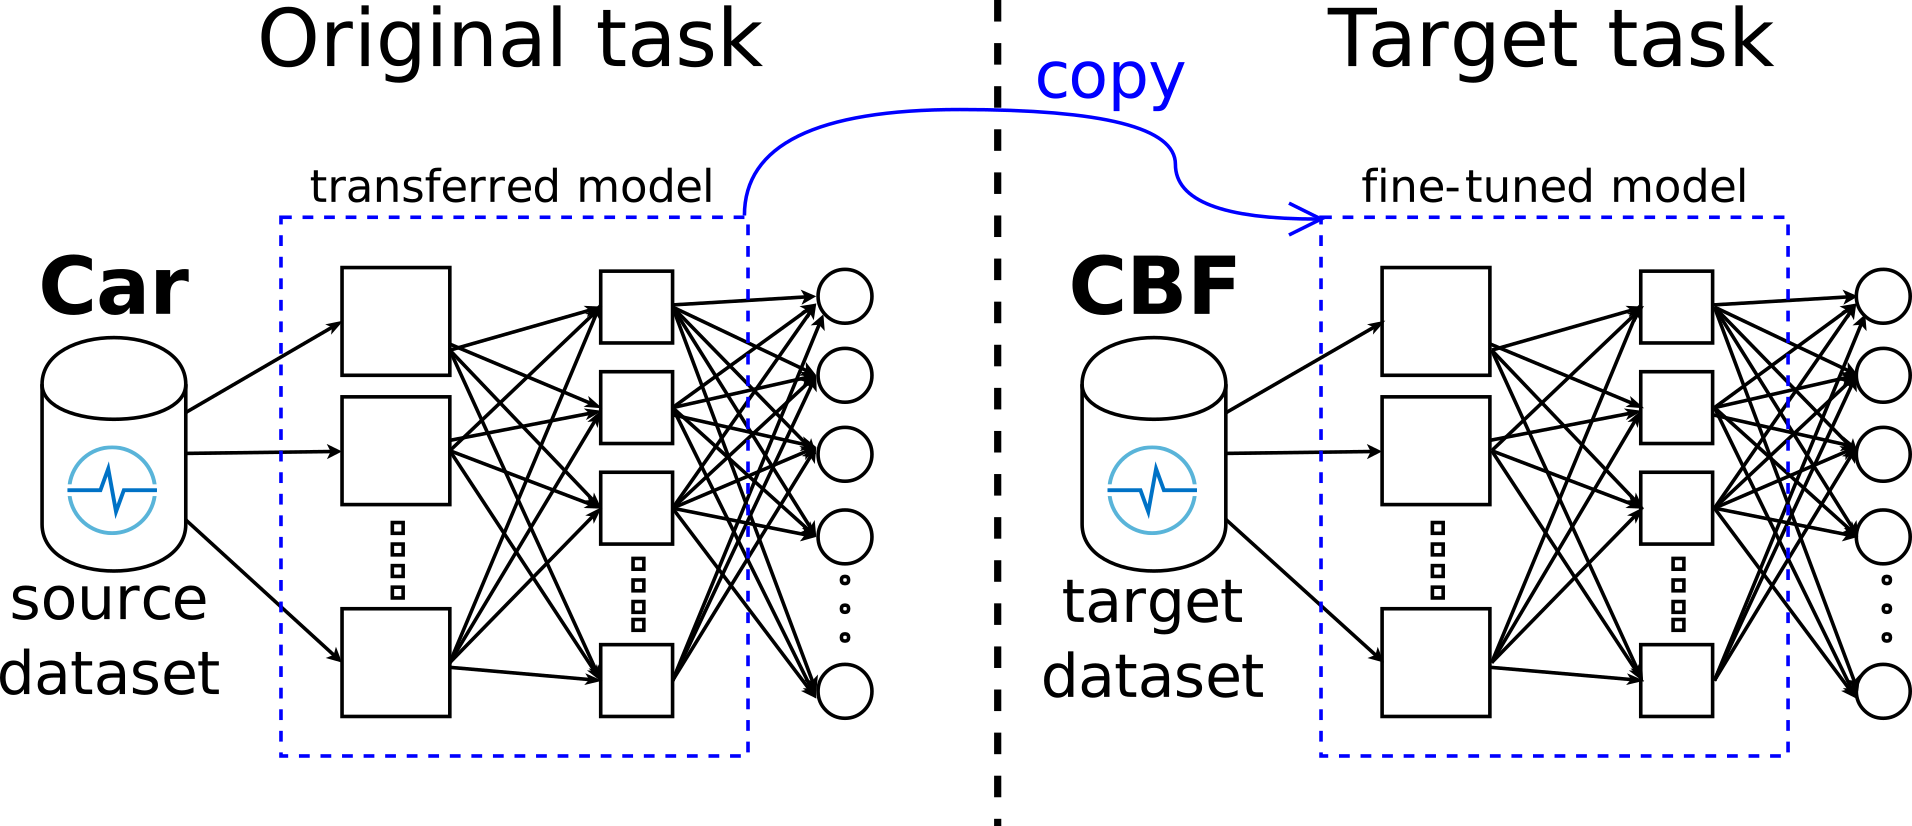 Original task
Target task
copy
transferred model
fine-tuned model
Car
CBF
source
dataset
target
dataset